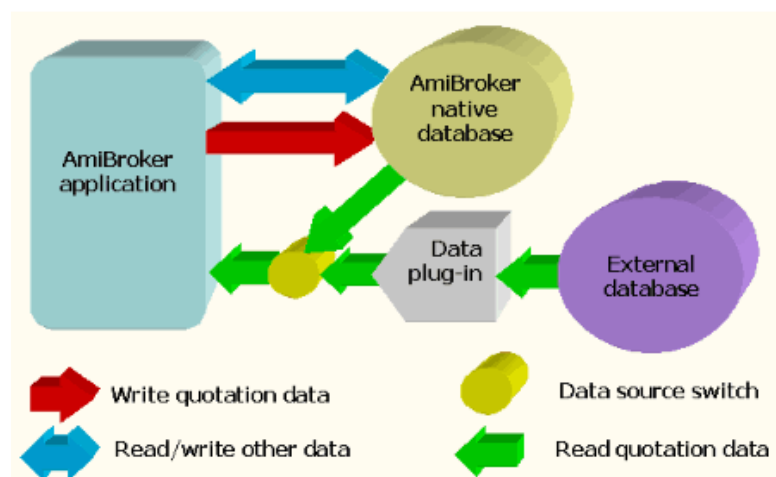 AmiBroker
application
AmiBroker
native
database
Data
plug-in
External
database
Write quotation data
Data source switch
Read/write other data
Read quotation data